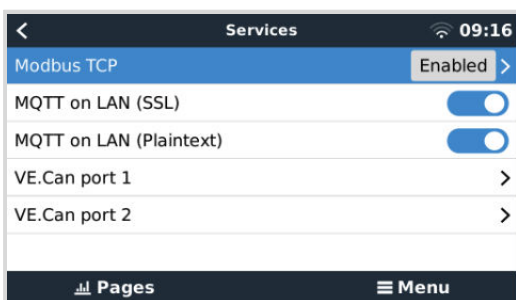 Services 09:16
Modbus TCP Enabled
MQTT on LAN (SSL)
MQTT on LAN (Plaintext)
VE.Can port 1
VE.Can port 2
Pages Menu